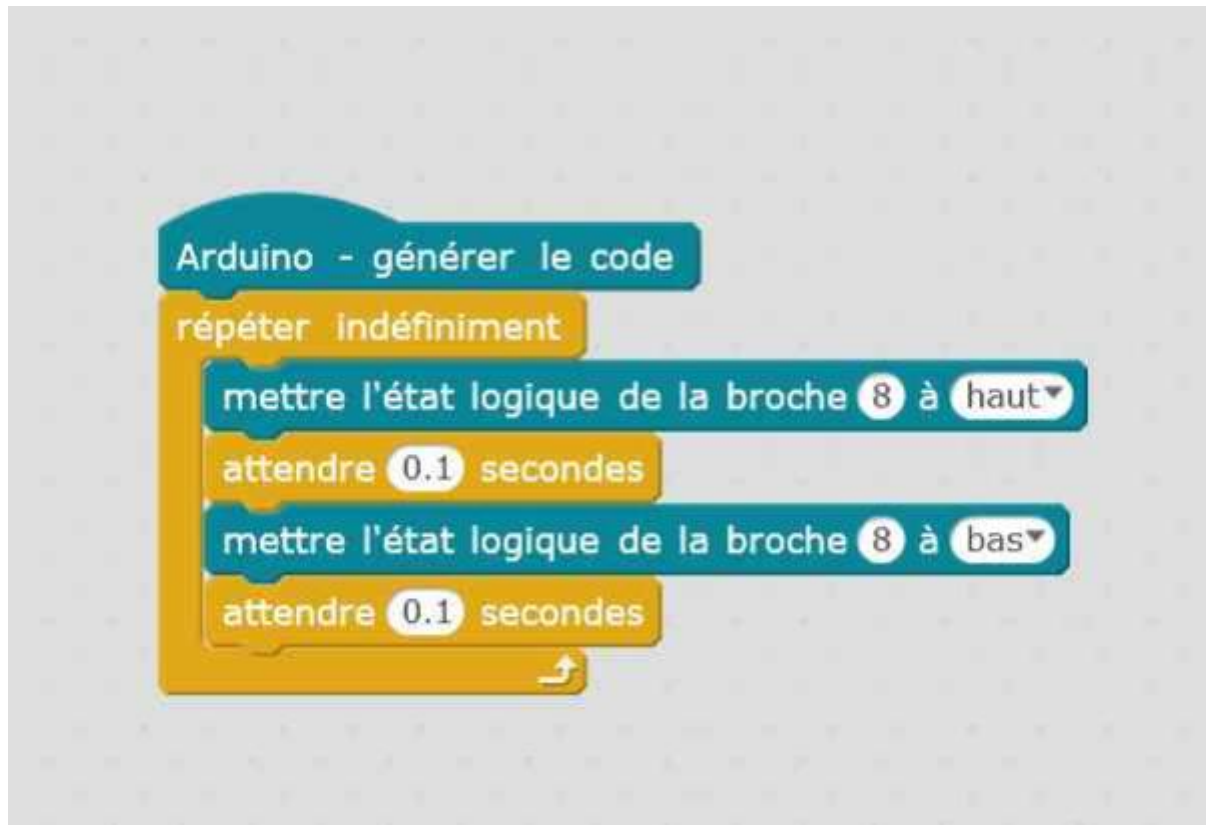 Arduino - générer le code
répéter indéfiniment
mettre l'état logique de la broche 8 à haut
attendre 0.1 secondes
mettre l'état logique de la broche 8 à bas
attendre 0.1 secondes